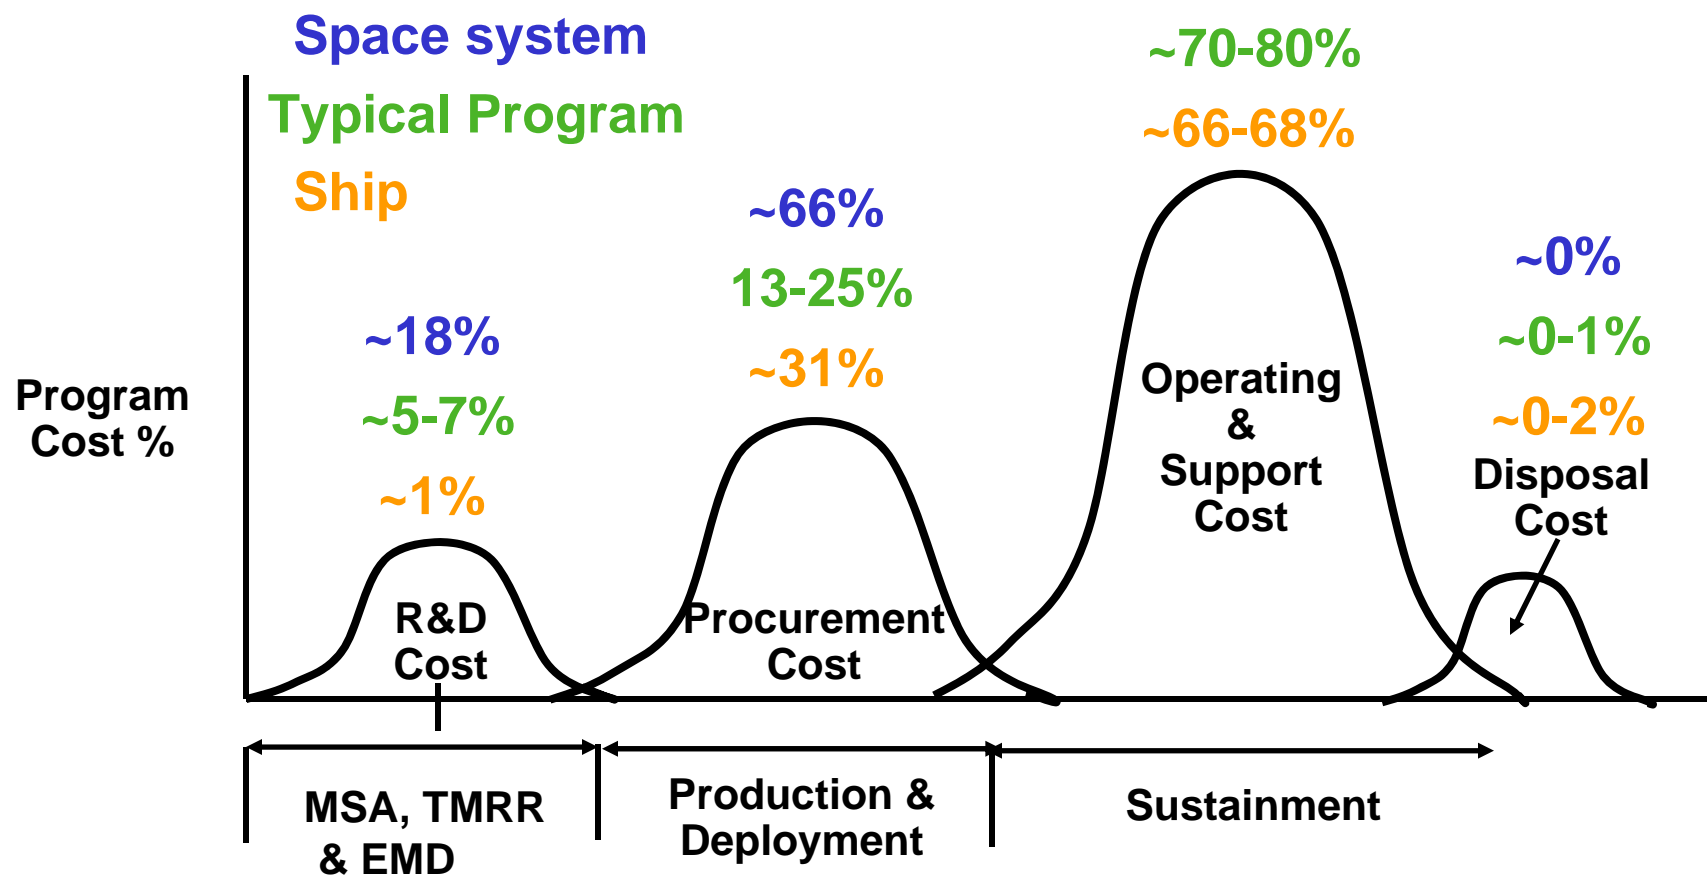 Space system
Typical Program
Ship
~18%
~5-7%
~1%
~66%
13-25%
~31%
~70-80%
~66-68%
~0%
~0-1%
~0-2%
Program
Cost %
R&D
Cost
Procurement
Cost
Operating
&
Support
Cost
Disposal
Cost
MSA, TMRR
& EMD
Production &
Deployment
Sustainment